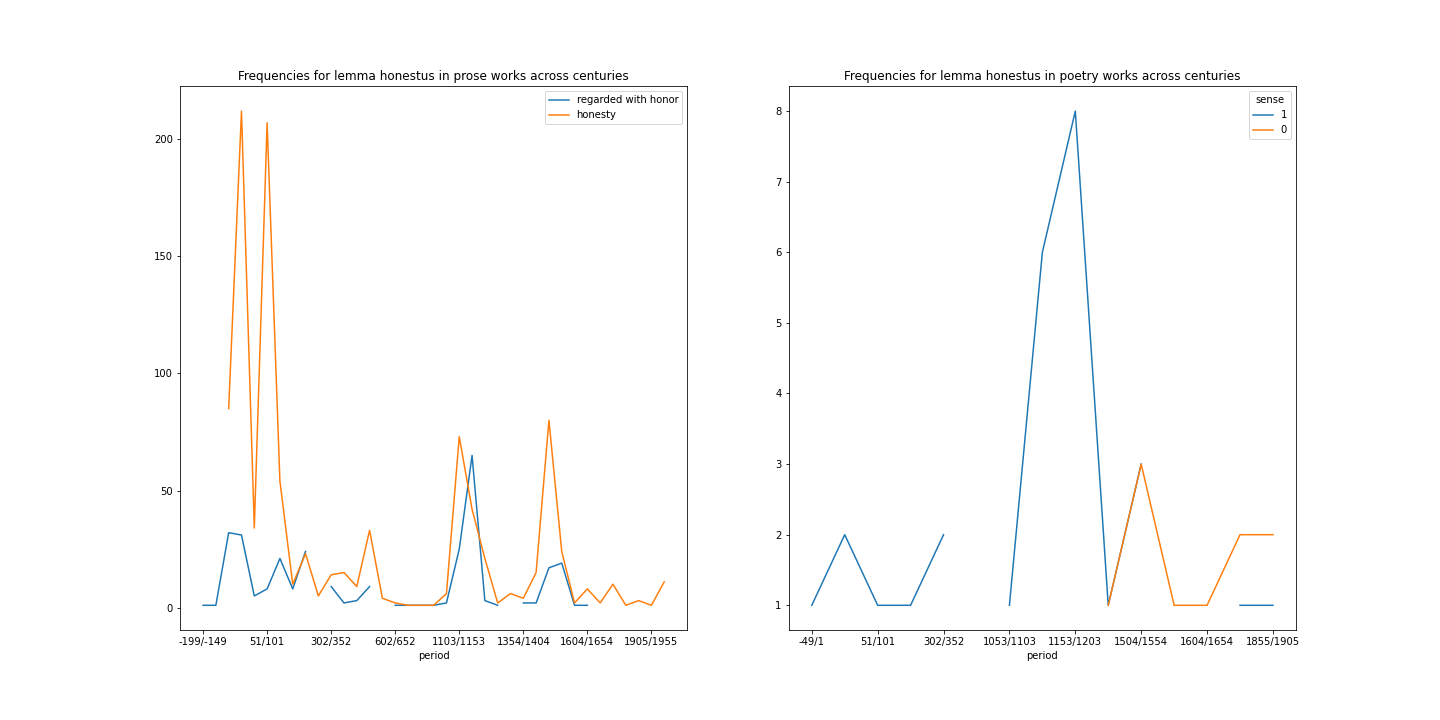 Frequencies for lemma honestus in prose works across centuries
regarded with honor
honesty
200
150
100
50
0
-199/-149 51/101 302/352 602/652 1103/1153 1354/1404 1604/1654 1905/1955
period
Frequencies for lemma honestus in poetry works across centuries
sense
1
0
8
7
6
5
4
3
2
1
-49/1 51/101 302/352 1053/1103 1153/1203 1504/1554 1604/1654 1855/1905
period